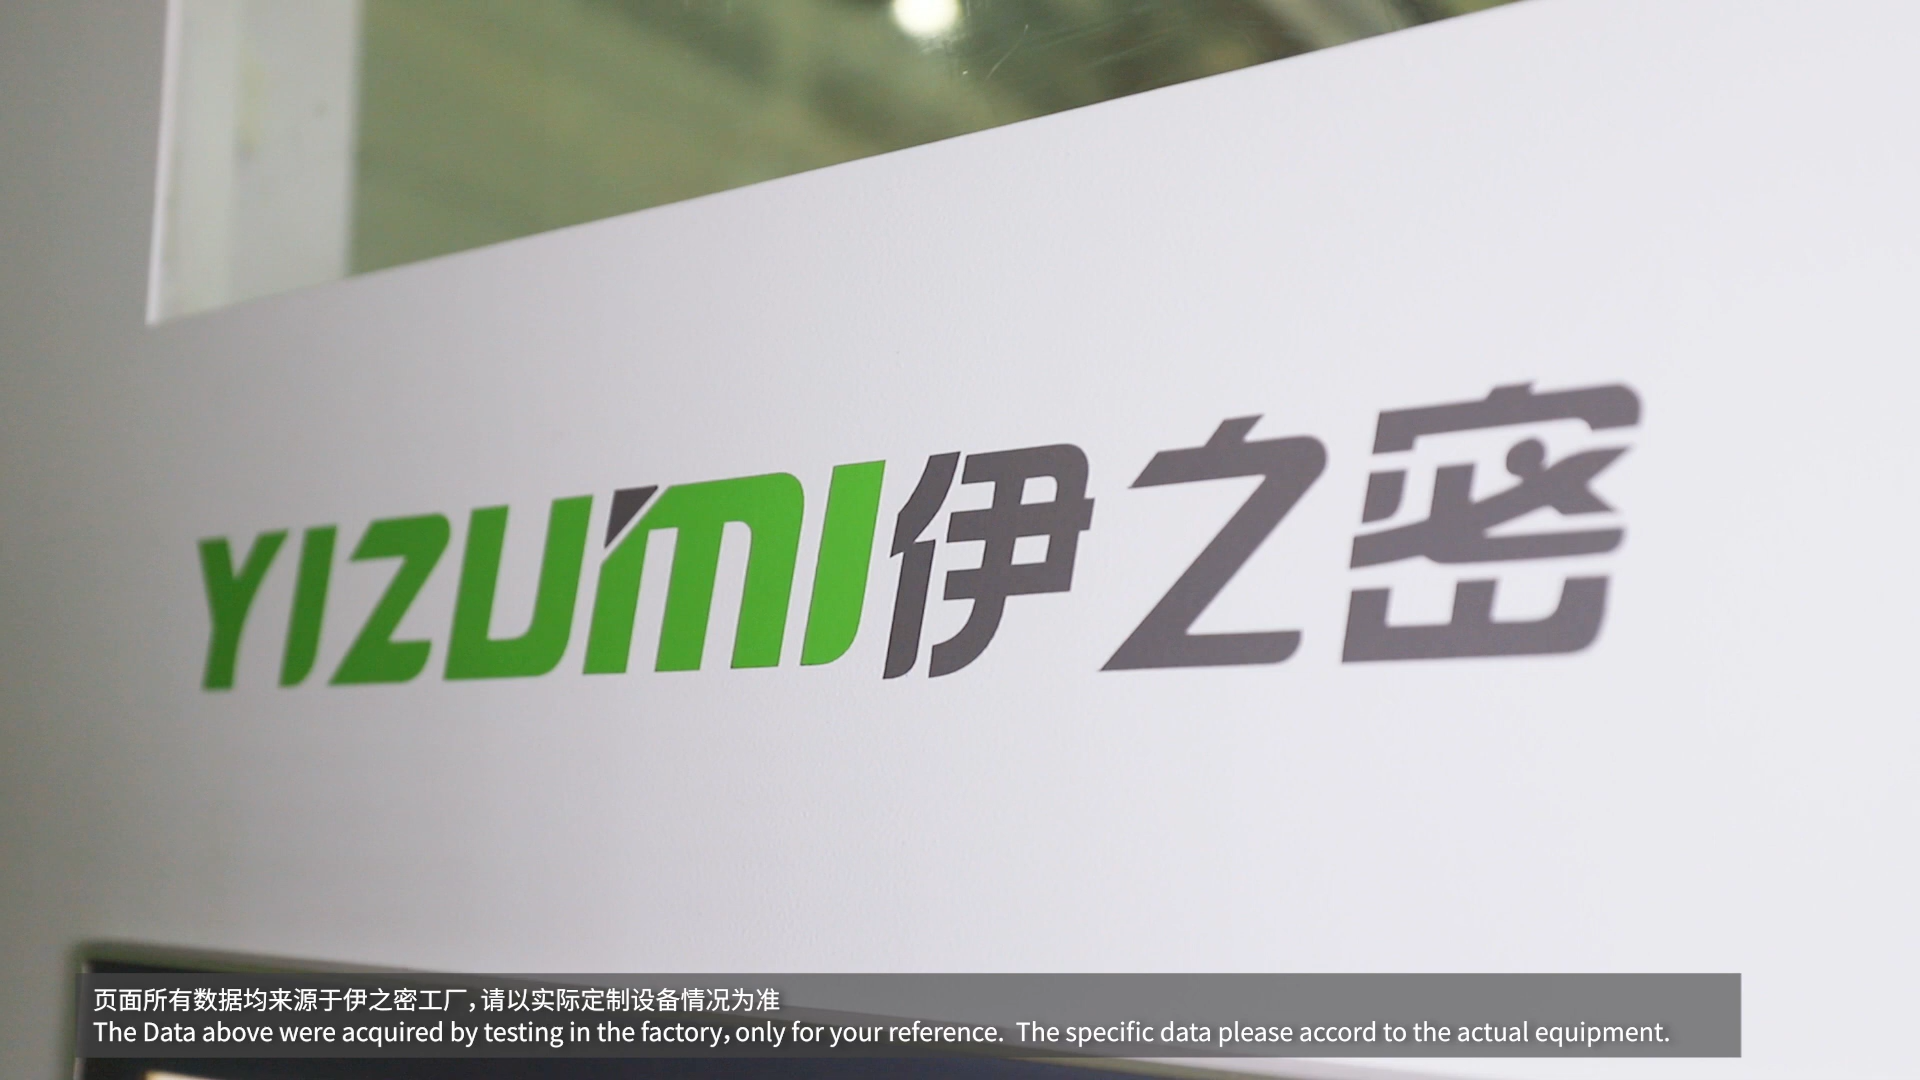 YIZUMI伊之密
页面所有数据均来源于伊之密工厂，请以实际定制设备情况为准
The Data above were acquired by testing in the factory, only for your reference. The specific data please accord to the actual equipment.